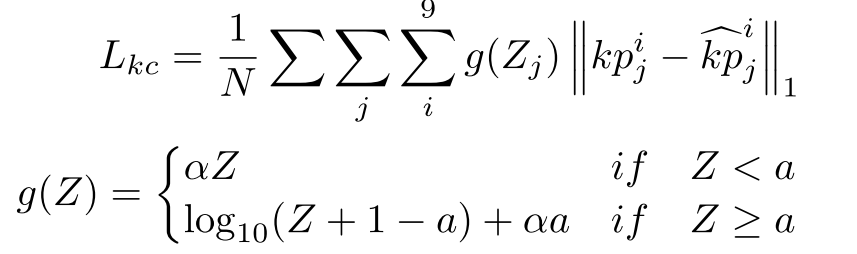 $$L_{kc} = \frac{1}{N} \sum \sum_{j} \sum_{i}^{9} g(Z_j) \left\| kp_j^i - \widehat{kp}_j^i \right\|_1$$
$$g(Z) = \begin{cases} \alpha Z & if \quad Z < a \\ \log_{10}(Z + 1 - a) + \alpha a & if \quad Z \geq a \end{cases}$$